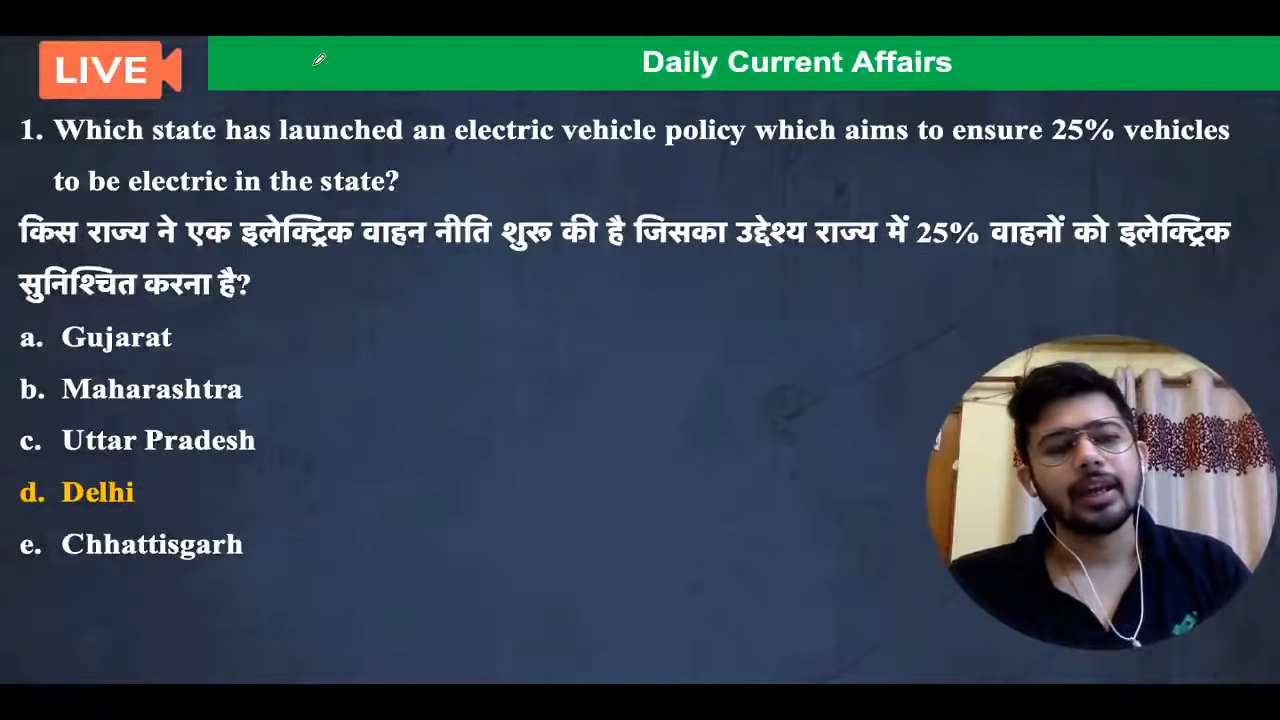 LIVE
Daily Current Affairs
1. Which state has launched an electric vehicle policy which aims to ensure 25% vehicles
to be electric in the state?
किस राज्य ने एक इलेक्ट्रिक वाहन नीति शुरू की है जिसका उद्देश्य राज्य में 25% वाहनों को इलेक्ट्रिक
सुनिश्चित करना है?
a. Gujarat
b. Maharashtra
c. Uttar Pradesh
d. Delhi
e. Chhattisgarh